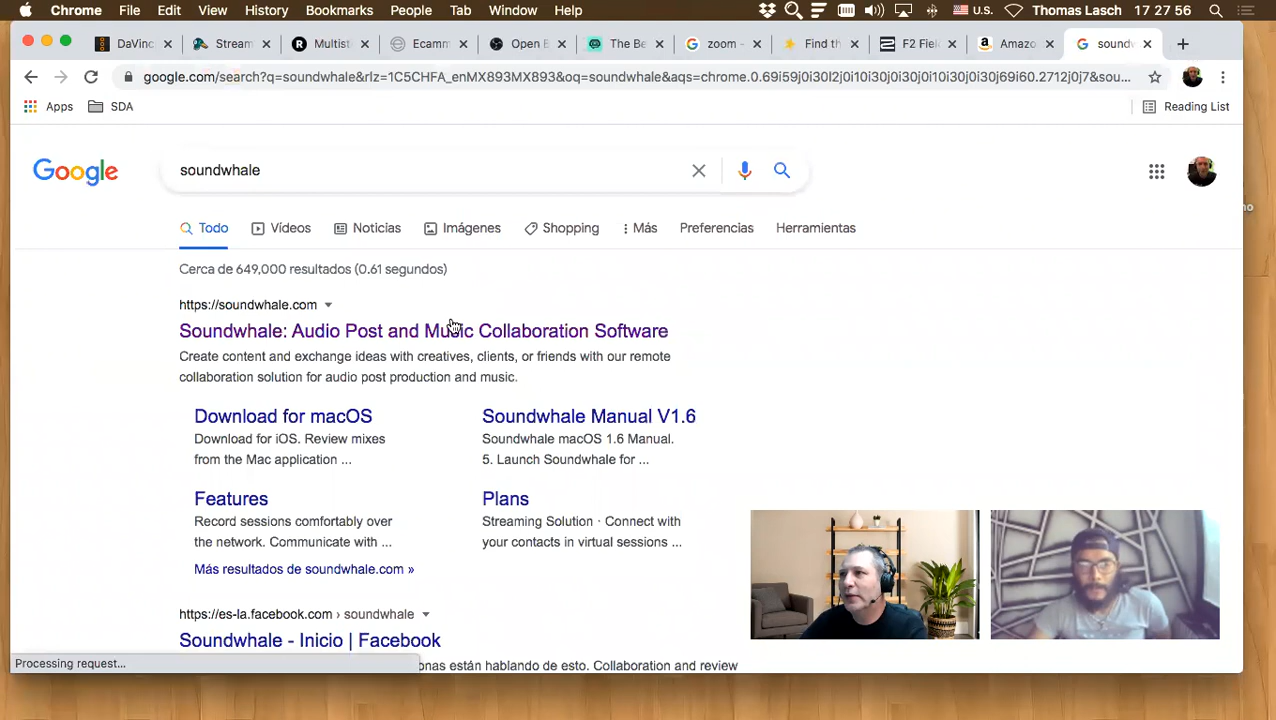 Chrome File Edit View History Bookmarks People Tab Window Help U.S. Thomas Lasch 17 27 56
DaVinc Stream Multist Ecamm Open B The Be zoom - Find th F2 Fiel Amazo soundw
google.com/search?q=soundwhale&rlz=1C5CHFA_enMX893MX893&oq=soundwhale&aqs=chrome.0.69i59j0i30l2j0i10i30j0i30j0i10i30j0i30j69i60.2712j0j7&sou...
Apps SDA Reading List
Google soundwhale
Todo Vídeos Noticias Imágenes Shopping Más Preferencias Herramientas
Cerca de 649,000 resultados (0.61 segundos)
https://soundwhale.com
Soundwhale: Audio Post and Music Collaboration Software
Create content and exchange ideas with creatives, clients, or friends with our remote
collaboration solution for audio post production and music.
Download for macOS
Download for iOS. Review mixes
from the Mac application ...
Soundwhale Manual V1.6
Soundwhale macOS 1.6 Manual.
5. Launch Soundwhale for ...
Features
Record sessions comfortably over
the network. Communicate with ...
Plans
Streaming Solution · Connect with
your contacts in virtual sessions ...
Más resultados de soundwhale.com »
https://es-la.facebook.com › soundwhale
Soundwhale - Inicio | Facebook
Processing request...
onas están hablando de esto. Collaboration and review